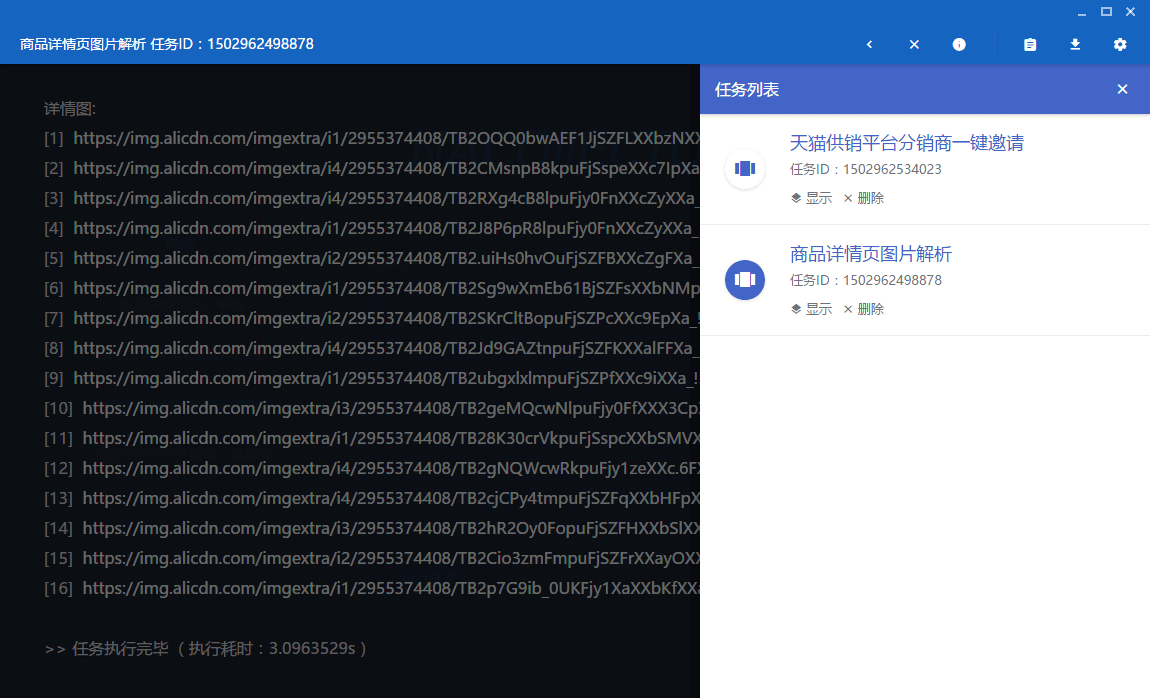 商品详情页图片解析 任务ID：1502962498878
详情图:
[1] https://img.alicdn.com/imgextra/i1/2955374408/TB2OQQ0bwAEF1JjSZFLXXbzNXX
[2] https://img.alicdn.com/imgextra/i4/2955374408/TB2CMsnpB8kpuFjSspeXXc7IpXa
[3] https://img.alicdn.com/imgextra/i4/2955374408/TB2RXg4cB8lpuFjy0FnXXcZyXXa_
[4] https://img.alicdn.com/imgextra/i1/2955374408/TB2J8P6pR8lpuFjy0FnXXcZyXXa_
[5] https://img.alicdn.com/imgextra/i2/2955374408/TB2.uiHs0hvOuFjSZFBXXcZgFXa_
[6] https://img.alicdn.com/imgextra/i1/2955374408/TB2Sg9wXmEb61BjSZFsXXbNMp
[7] https://img.alicdn.com/imgextra/i4/2955374408/TB2SKrCltBopuFjSZPcXXc9EpXa_!
[8] https://img.alicdn.com/imgextra/i4/2955374408/TB2Jd9GAZtnpuFjSZFKXXalFFXa_
[9] https://img.alicdn.com/imgextra/i1/2955374408/TB2ubgxlxlmpuFjSZPfXXc9iXXa_!
[10] https://img.alicdn.com/imgextra/i3/2955374408/TB2geMQcwNlpuFjy0FfXXX3Cp
[11] https://img.alicdn.com/imgextra/i1/2955374408/TB28K30crVkpuFjSspcXXbSMVX
[12] https://img.alicdn.com/imgextra/i4/2955374408/TB2gNQWcwRkpuFjy1zeXXc.6FX
[13] https://img.alicdn.com/imgextra/i4/2955374408/TB2cjCPy4tmpuFjSZFqXXbHFpX
[14] https://img.alicdn.com/imgextra/i3/2955374408/TB2hR2Oy0FopuFjSZFHXXbSlXX
[15] https://img.alicdn.com/imgextra/i2/2955374408/TB2Cio3zmFmpuFjSZFrXXayOXX
[16] https://img.alicdn.com/imgextra/i1/2955374408/TB2p7G9ib_0UKFjy1XaXXbKfXXa
>> 任务执行完毕（执行耗时：3.0963529s）
任务列表
天猫供销平台分销商一键邀请
任务ID：1502962534023
显示 × 删除
商品详情页图片解析
任务ID：1502962498878
显示 × 删除